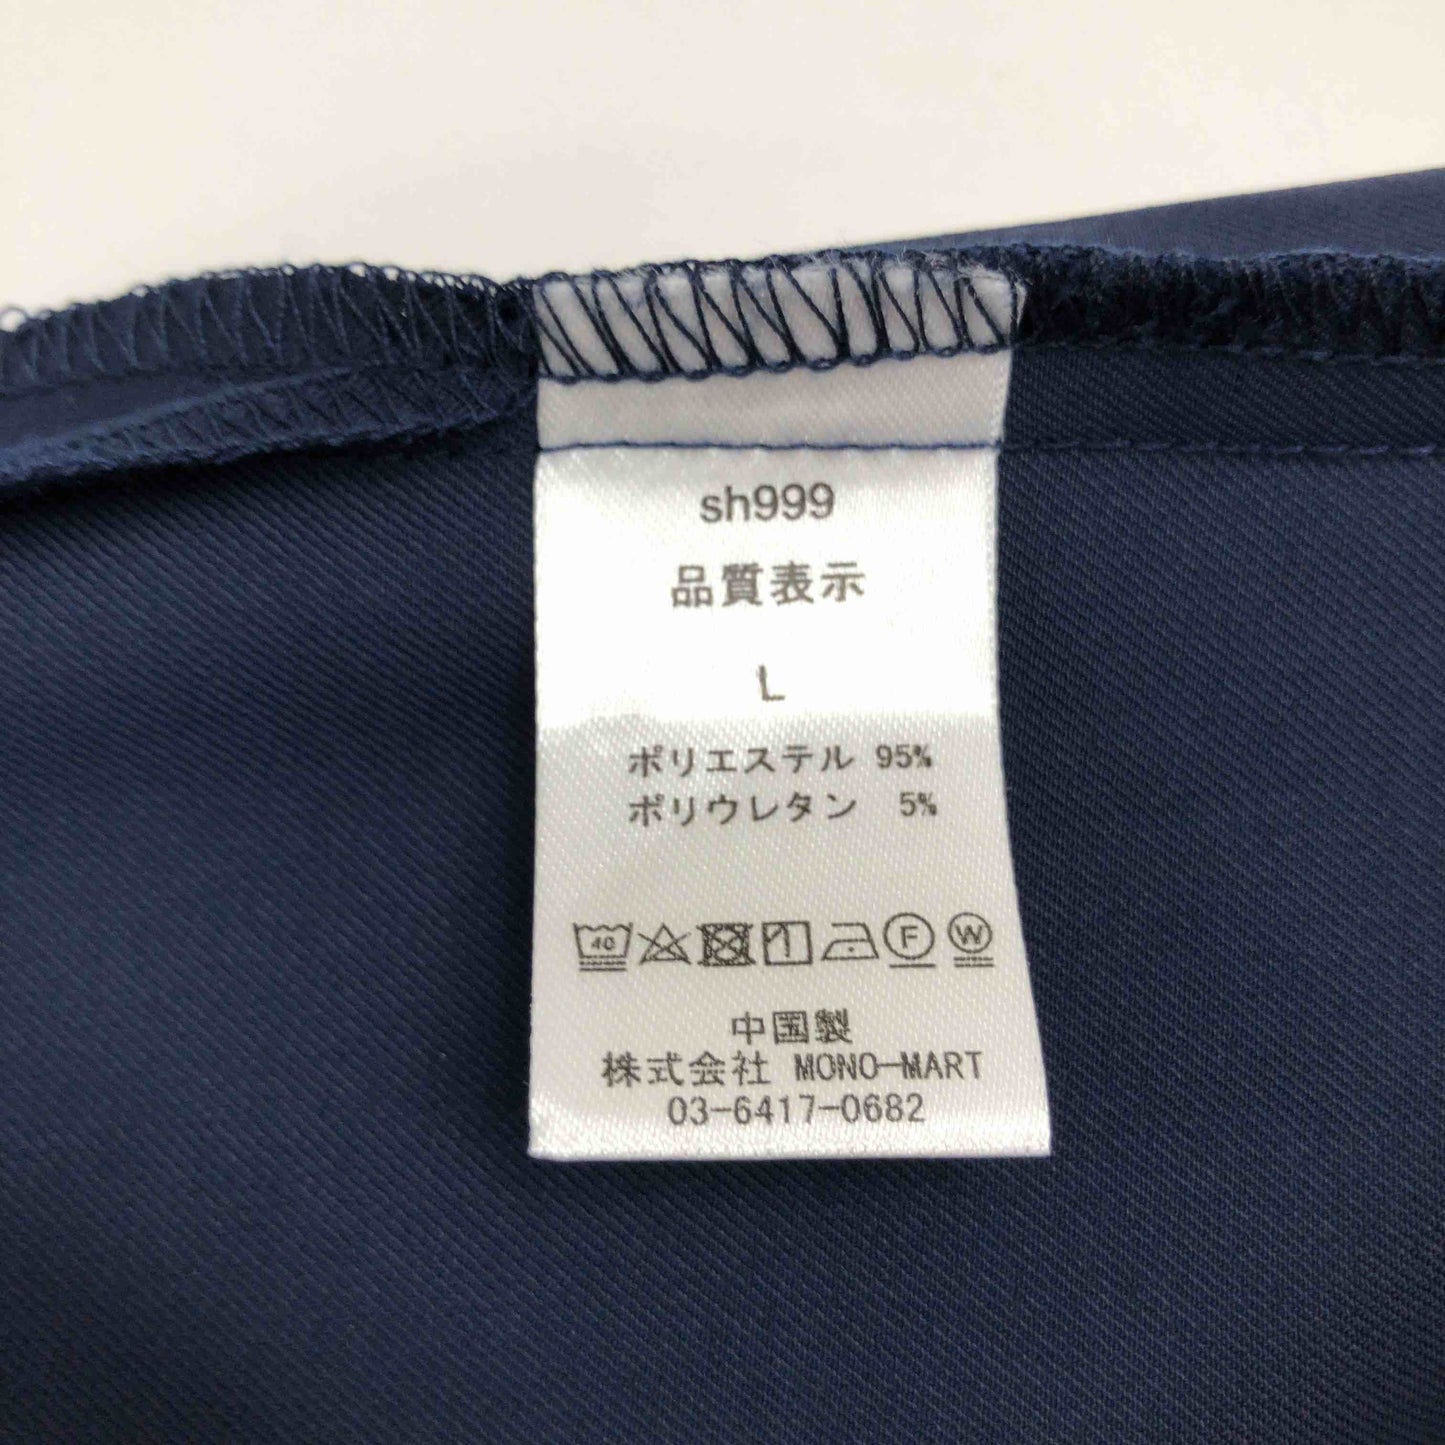 sh999
品質表示
L
ポリエステル 95%
ポリウレタン 5%
40 F W
中国製
株式会社 MONO-MART
03-6417-0682